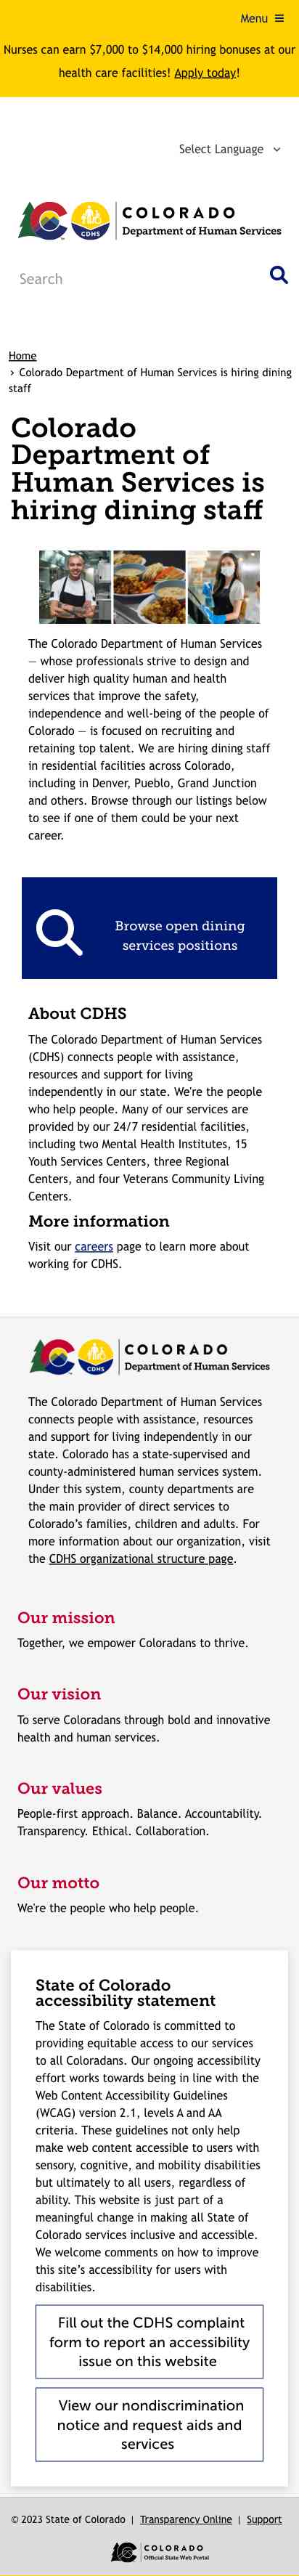 Menu ≡
Nurses can earn $7,000 to $14,000 hiring bonuses at our
health care facilities! Apply today!
Select Language
CDHS
COLORADO
Department of Human Services
Search
Home
› Colorado Department of Human Services is hiring dining
staff
Colorado
Department of
Human Services is
hiring dining staff
The Colorado Department of Human Services
— whose professionals strive to design and
deliver high quality human and health
services that improve the safety,
independence and well-being of the people of
Colorado — is focused on recruiting and
retaining top talent. We are hiring dining staff
in residential facilities across Colorado,
including in Denver, Pueblo, Grand Junction
and others. Browse through our listings below
to see if one of them could be your next
career.
Browse open dining
services positions
About CDHS
The Colorado Department of Human Services
(CDHS) connects people with assistance,
resources and support for living
independently in our state. We're the people
who help people. Many of our services are
provided by our 24/7 residential facilities,
including two Mental Health Institutes, 15
Youth Services Centers, three Regional
Centers, and four Veterans Community Living
Centers.
More information
Visit our careers page to learn more about
working for CDHS.
CDHS
COLORADO
Department of Human Services
The Colorado Department of Human Services
connects people with assistance, resources
and support for living independently in our
state. Colorado has a state-supervised and
county-administered human services system.
Under this system, county departments are
the main provider of direct services to
Colorado's families, children and adults. For
more information about our organization, visit
the CDHS organizational structure page.
Our mission
Together, we empower Coloradans to thrive.
Our vision
To serve Coloradans through bold and innovative
health and human services.
Our values
People-first approach. Balance. Accountability.
Transparency. Ethical. Collaboration.
Our motto
We're the people who help people.
State of Colorado
accessibility statement
The State of Colorado is committed to
providing equitable access to our services
to all Coloradans. Our ongoing accessibility
effort works towards being in line with the
Web Content Accessibility Guidelines
(WCAG) version 2.1, levels A and AA
criteria. These guidelines not only help
make web content accessible to users with
sensory, cognitive, and mobility disabilities
but ultimately to all users, regardless of
ability. This website is just part of a
meaningful change in making all State of
Colorado services inclusive and accessible.
We welcome comments on how to improve
this site's accessibility for users with
disabilities.
Fill out the CDHS complaint
form to report an accessibility
issue on this website
View our nondiscrimination
notice and request aids and
services
© 2023 State of Colorado | Transparency Online | Support
COLORADO
Official State Web Portal